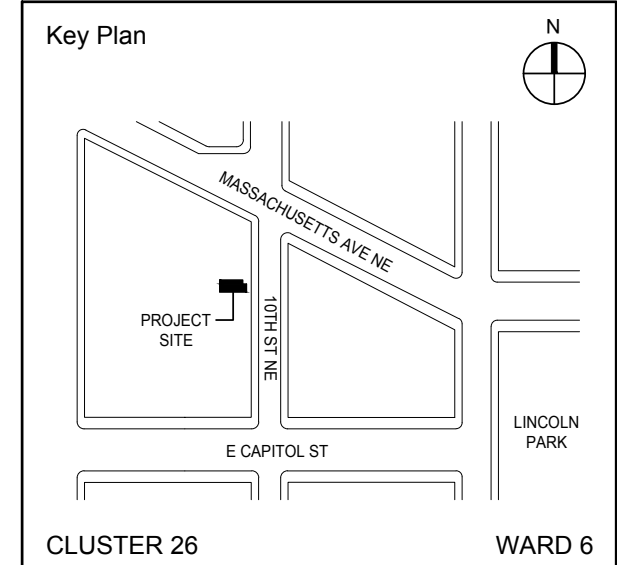 Key Plan
N
MASSACHUSETTS AVE NE
PROJECT
SITE
10TH ST NE
LINCOLN
PARK
E CAPITOL ST
CLUSTER 26
WARD 6